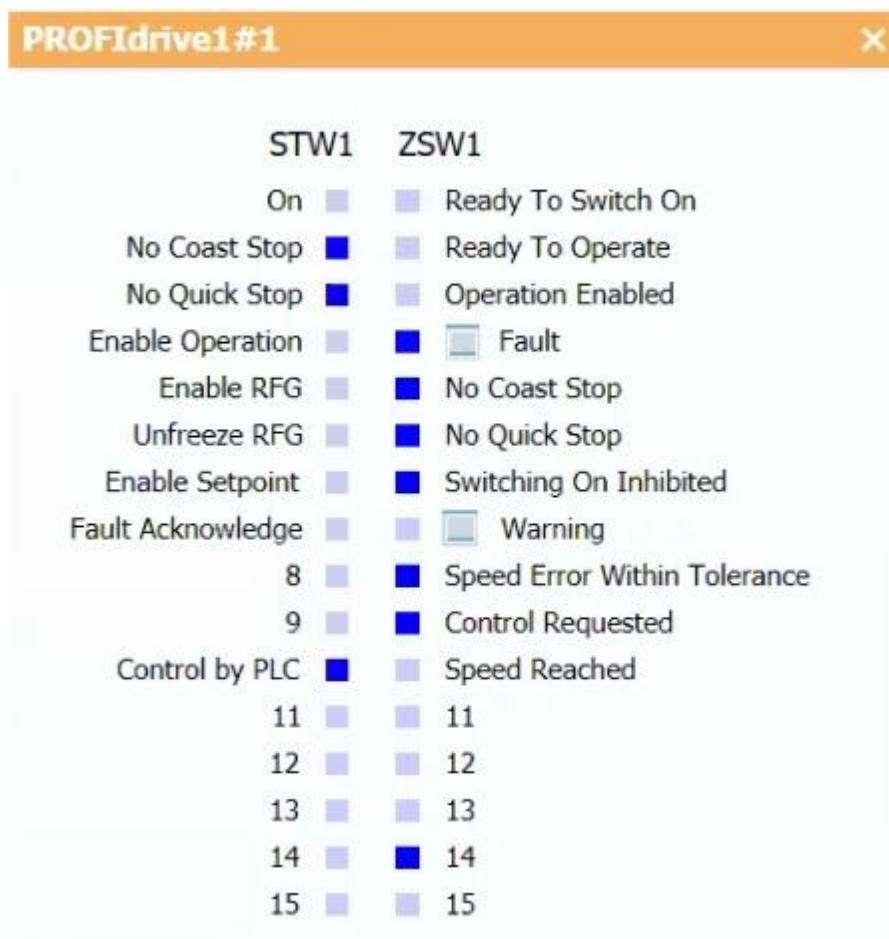 PROFIdrive1#1
STW1 ZSW1
On Ready To Switch On
No Coast Stop Ready To Operate
No Quick Stop Operation Enabled
Enable Operation Fault
Enable RFG No Coast Stop
Unfreeze RFG No Quick Stop
Enable Setpoint Switching On Inhibited
Fault Acknowledge Warning
8 Speed Error Within Tolerance
9 Control Requested
Control by PLC Speed Reached
11 11
12 12
13 13
14 14
15 15